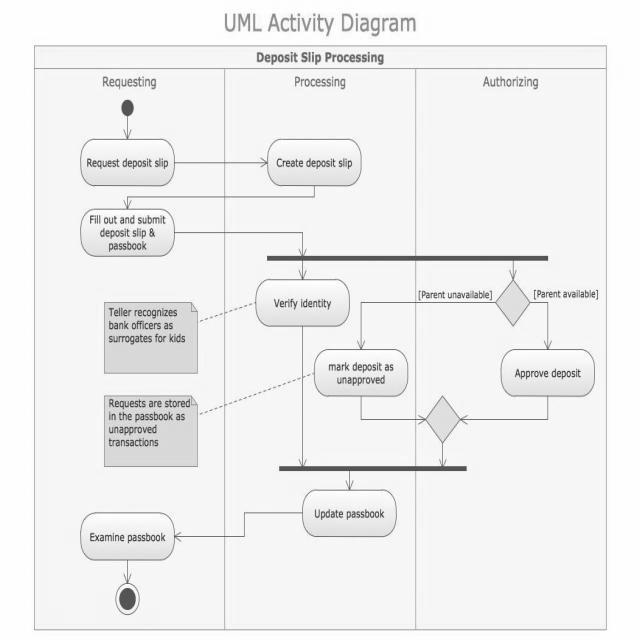 UML Activity Diagram
Deposit Slip Processing
Requesting
Processing
Authorizing
Request deposit slip
Create deposit slip
Fill out and submit
deposit slip &
passbook
[Parent unavailable]
[Parent available]
Verify identity
Teller recognizes
bank officers as
surrogates for kids
mark deposit as
unapproved
Approve deposit
Requests are stored
in the passbook as
unapproved
transactions
Update passbook
Examine passbook